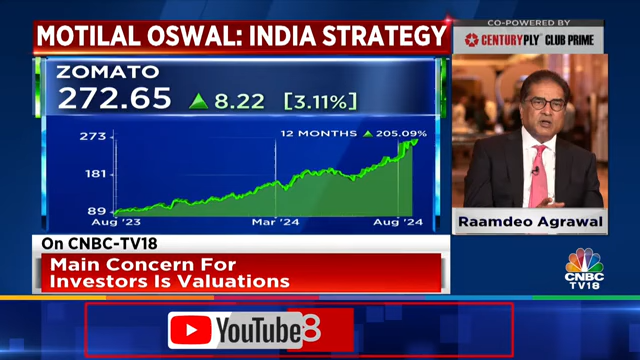 CO-POWERED BY
MOTILAL OSWAL: INDIA STRATEGY
CENTURYPLY CLUB PRIME
ZOMATO
272.65 ▲ 8.22 [3.11%]
12 MONTHS ▲ 205.09%
273
181
89
Aug '23 Mar '24 Aug '24
Raamdeo Agrawal
On CNBC-TV18
Main Concern For
Investors Is Valuations
CNBC
TV18
YouTube
8